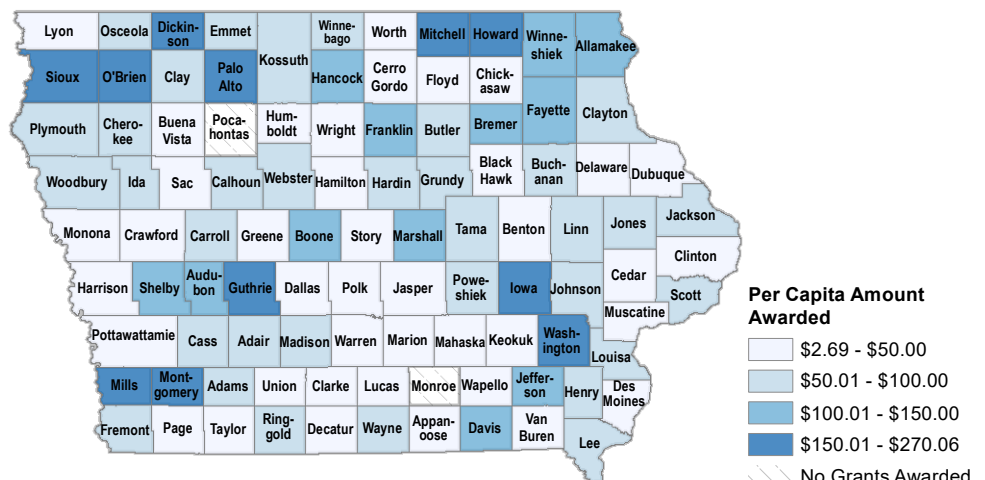 Lyon
Osceola
Dickin-
son
Emmet
Winne-
bago
Worth
Mitchell
Howard
Winne-
shiek
Allamakee
Sioux
O'Brien
Clay
Palo
Alto
Kossuth
Hancock
Cerro
Gordo
Floyd
Chick-
asaw
Fayette
Clayton
Plymouth
Chero-
kee
Buena
Vista
Poca-
hontas
Hum-
boldt
Wright
Franklin
Butler
Bremer
Woodbury
Ida
Sac
Calhoun
Webster
Hamilton
Hardin
Grundy
Black
Hawk
Buch-
anan
Delaware
Dubuque
Monona
Crawford
Carroll
Greene
Boone
Story
Marshall
Tama
Benton
Linn
Jones
Jackson
Clinton
Harrison
Shelby
Audu-
bon
Guthrie
Dallas
Polk
Jasper
Powe-
shiek
Iowa
Johnson
Cedar
Scott
Muscatine
Pottawattamie
Cass
Adair
Madison
Warren
Marion
Mahaska
Keokuk
Wash-
ington
Louisa
Mills
Mont-
gomery
Adams
Union
Clarke
Lucas
Monroe
Wapello
Jeffer-
son
Henry
Des
Moines
Fremont
Page
Taylor
Ring-
gold
Decatur
Wayne
Appan-
oose
Davis
Van
Buren
Lee
Per Capita Amount
Awarded
$2.69 - $50.00
$50.01 - $100.00
$100.01 - $150.00
$150.01 - $270.06
No Grants Awarded